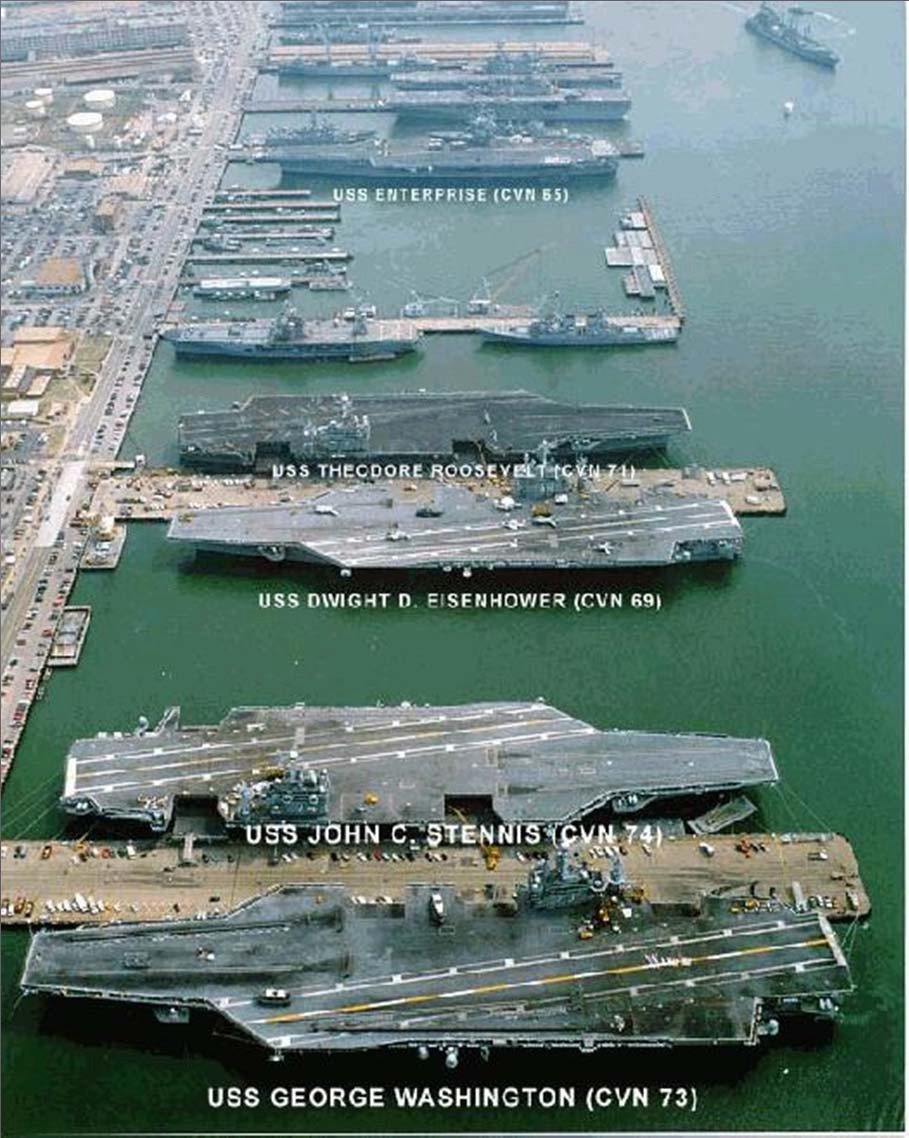 USS ENTERPRISE (CVN 65)
USS THEODORE ROOSEVELT (CVN 71)
USS DWIGHT D. EISENHOWER (CVN 69)
USS JOHN C. STENNIS (CVN 74)
USS GEORGE WASHINGTON (CVN 73)